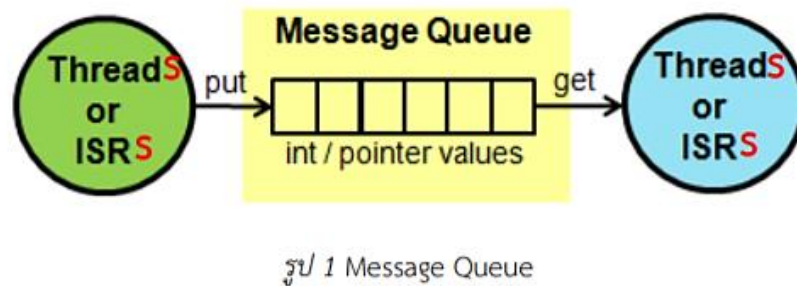 Message Queue
ThreadS
or
ISRS
put
int / pointer values
get
ThreadS
or
ISRS
รูป 1 Message Queue